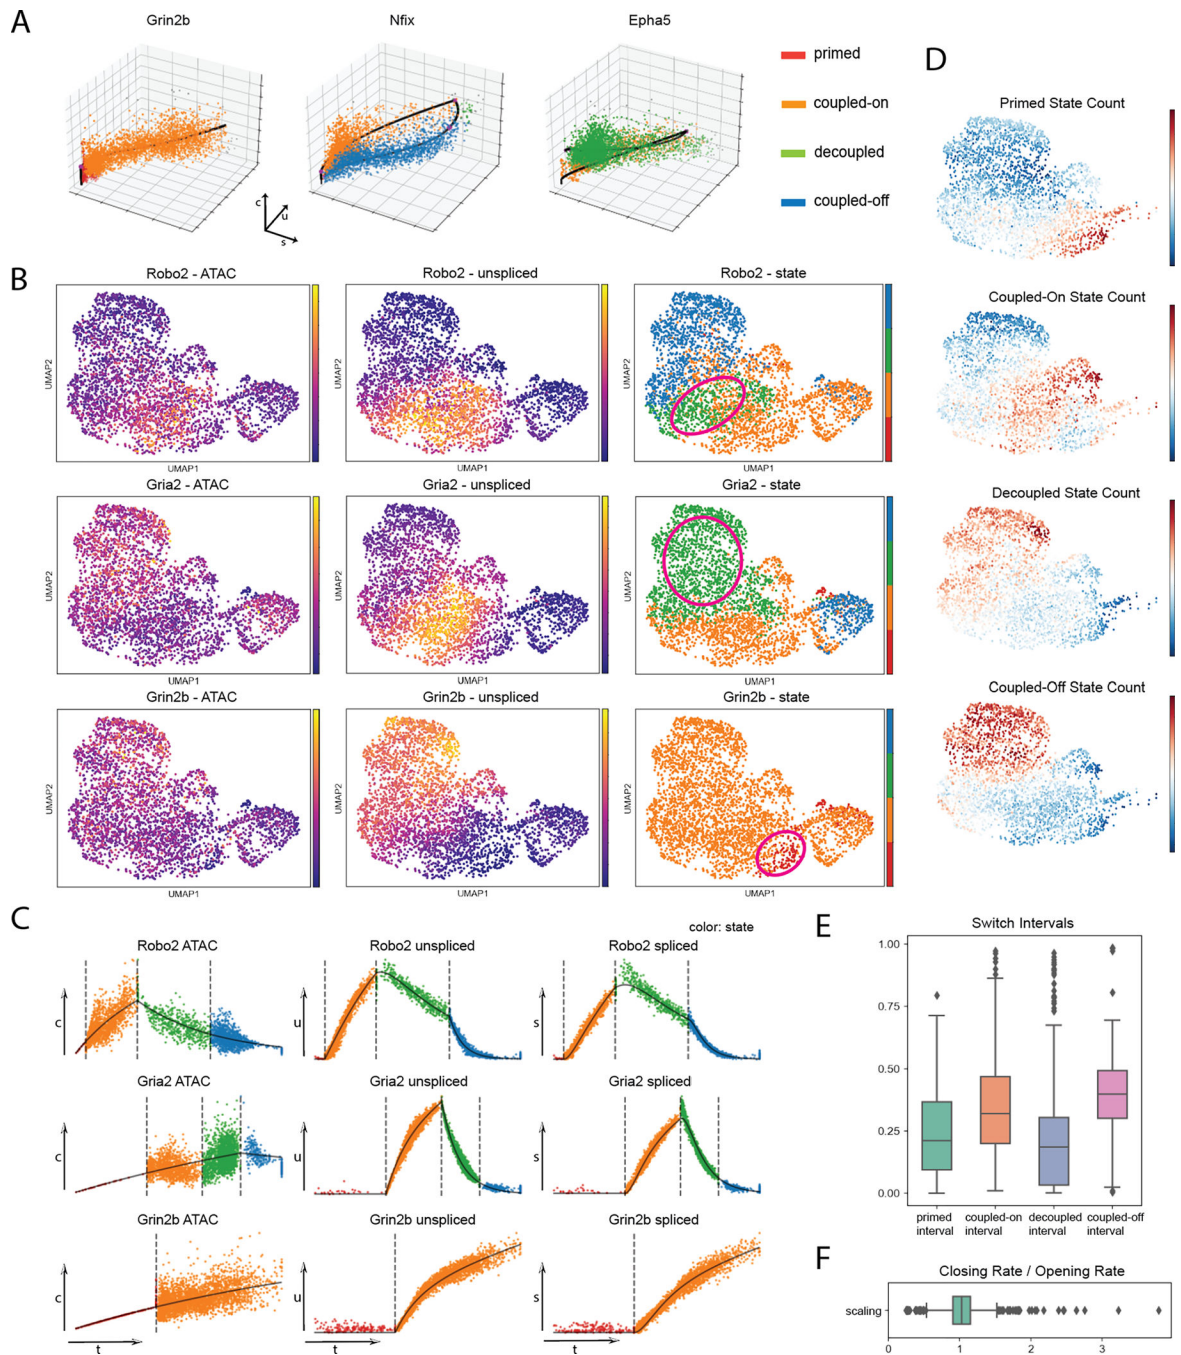 A
Grin2b
Nfix
Epha5
primed
coupled-on
decoupled
coupled-off
c
u
s
D
Primed State Count
Coupled-On State Count
Decoupled State Count
Coupled-Off State Count
B
Robo2 - ATAC
Robo2 - unspliced
Robo2 - state
UMAP2
UMAP2
UMAP2
UMAP1
UMAP1
UMAP1
Gria2 - ATAC
Gria2 - unspliced
Gria2 - state
UMAP2
UMAP2
UMAP2
UMAP1
UMAP1
UMAP1
Grin2b - ATAC
Grin2b - unspliced
Grin2b - state
UMAP2
UMAP2
UMAP2
UMAP1
UMAP1
UMAP1
C
color: state
Robo2 ATAC
Robo2 unspliced
Robo2 spliced
c
u
s
Gria2 ATAC
Gria2 unspliced
Gria2 spliced
c
u
s
Grin2b ATAC
Grin2b unspliced
Grin2b spliced
c
u
s
t
t
t
E
Switch Intervals
1.00
0.75
0.50
0.25
0.00
primed interval
coupled-on interval
decoupled interval
coupled-off interval
F
Closing Rate / Opening Rate
scaling
0
1
2
3